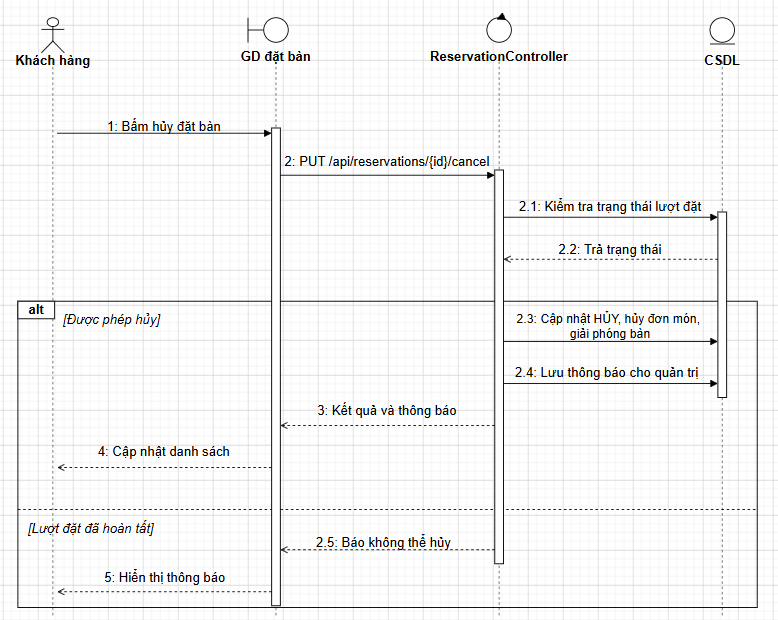 Khách hàng
GD đặt bàn
ReservationController
CSDL
1: Bấm hủy đặt bàn
2: PUT /api/reservations/{id}/cancel
2.1: Kiểm tra trạng thái lượt đặt
2.2: Trả trạng thái
alt
[Được phép hủy]
2.3: Cập nhật HỦY, hủy đơn món,
giải phóng bàn
2.4: Lưu thông báo cho quản trị
3: Kết quả và thông báo
4: Cập nhật danh sách
[Lượt đặt đã hoàn tất]
2.5: Báo không thể hủy
5: Hiển thị thông báo